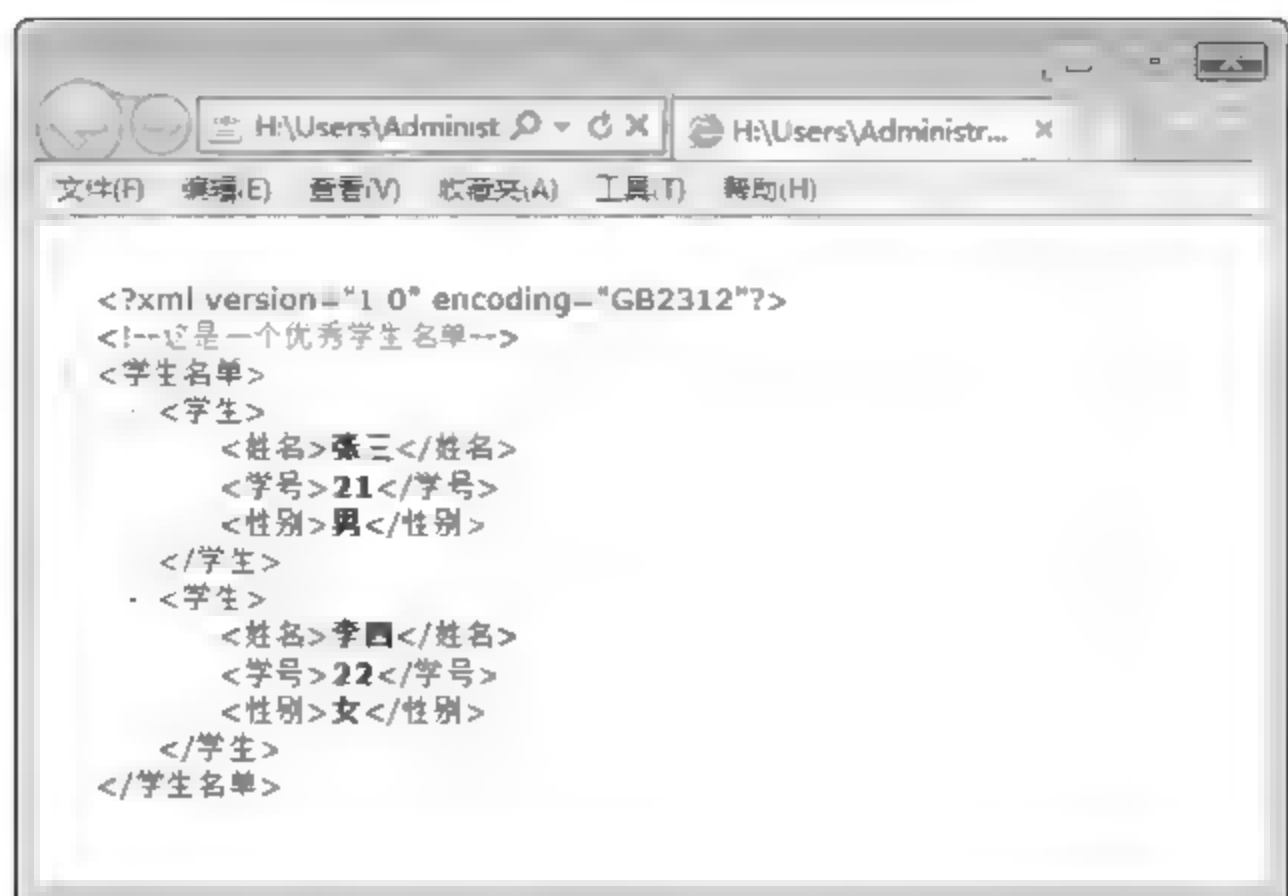 H:\Users\Administ
H:\Users\Administr...
文件(F) 编辑(E) 查看(V) 收藏夹(A) 工具(T) 帮助(H)
<?xml version="1.0" encoding="GB2312"?>
<!--这是一个优秀学生名单-->
<学生名单>
- <学生>
<姓名>张三</姓名>
<学号>21</学号>
<性别>男</性别>
</学生>
- <学生>
<姓名>李四</姓名>
<学号>22</学号>
<性别>女</性别>
</学生>
</学生名单>